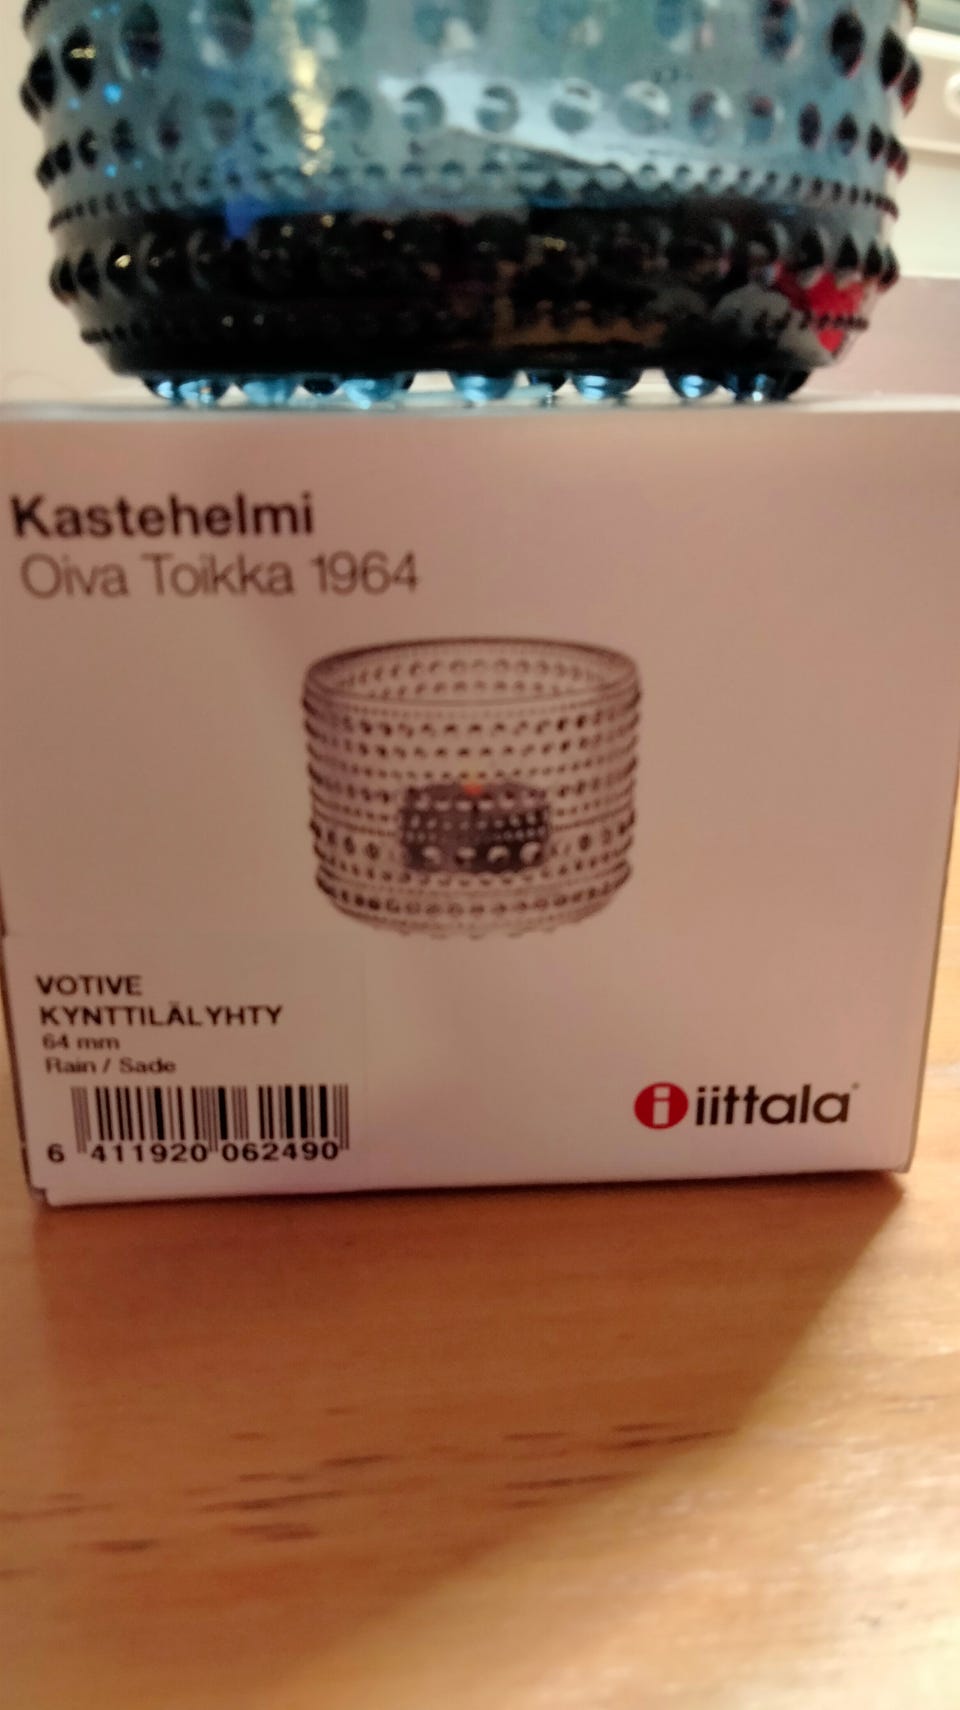 Kastehelmi
Oiva Toikka 1964
VOTIVE
KYNTTILÄLYHTY
64 mm
Rain / Sade
6 411920 062490
i iittala